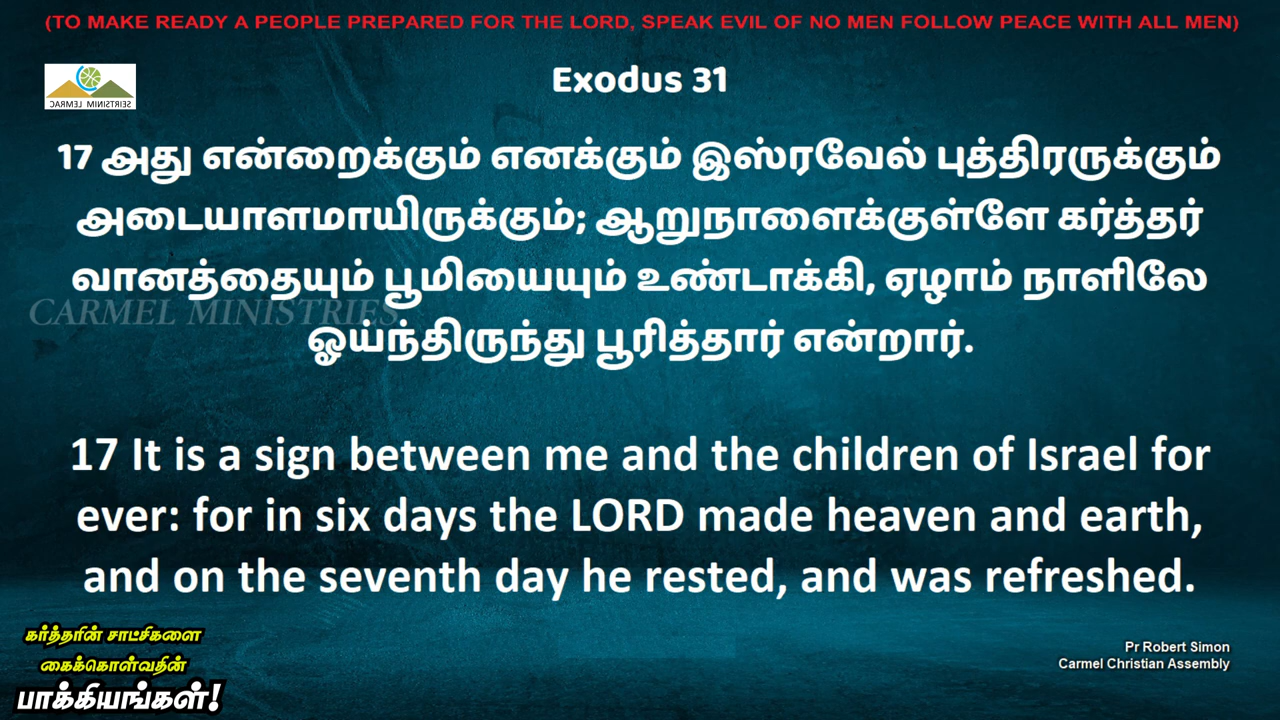 (TO MAKE READY A PEOPLE PREPARED FOR THE LORD, SPEAK EVIL OF NO MEN FOLLOW PEACE WITH ALL MEN)
CARMEL MINISTRIES
Exodus 31
17 அது என்றைக்கும் எனக்கும் இஸ்ரவேல் புத்திரருக்கும்
அடையாளமாயிருக்கும்; ஆறுநாளைக்குள்ளே கர்த்தர்
வானத்தையும் பூமியையும் உண்டாக்கி, ஏழாம் நாளிலே
CARMEL MINISTRIES
ஓய்ந்திருந்து பூரித்தார் என்றார்.
17 It is a sign between me and the children of Israel for
ever: for in six days the LORD made heaven and earth,
and on the seventh day he rested, and was refreshed.
கர்த்தரின் சாட்சிகளை
கைக்கொள்வதின்
பாக்கியங்கள்!
Pr Robert Simon
Carmel Christian Assembly